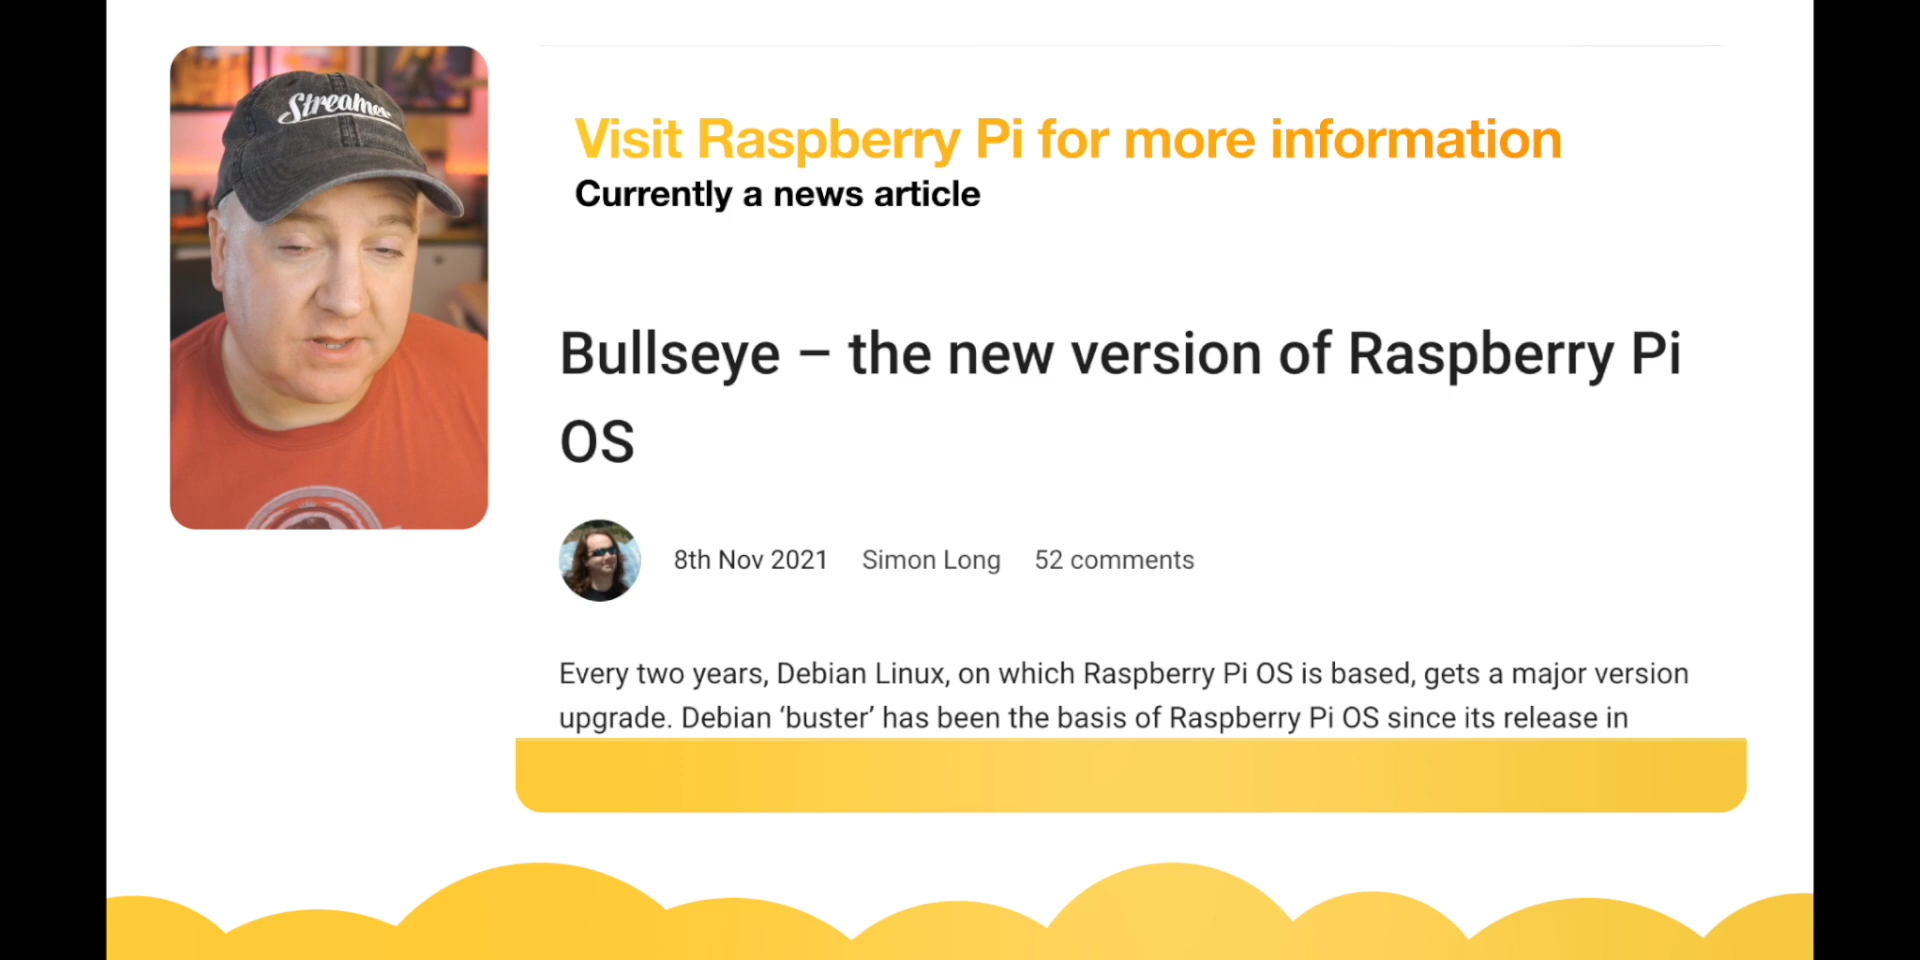 Streamer
Visit Raspberry Pi for more information
Currently a news article
Bullseye – the new version of Raspberry Pi
OS
8th Nov 2021 Simon Long 52 comments
Every two years, Debian Linux, on which Raspberry Pi OS is based, gets a major version
upgrade. Debian ‘buster’ has been the basis of Raspberry Pi OS since its release in